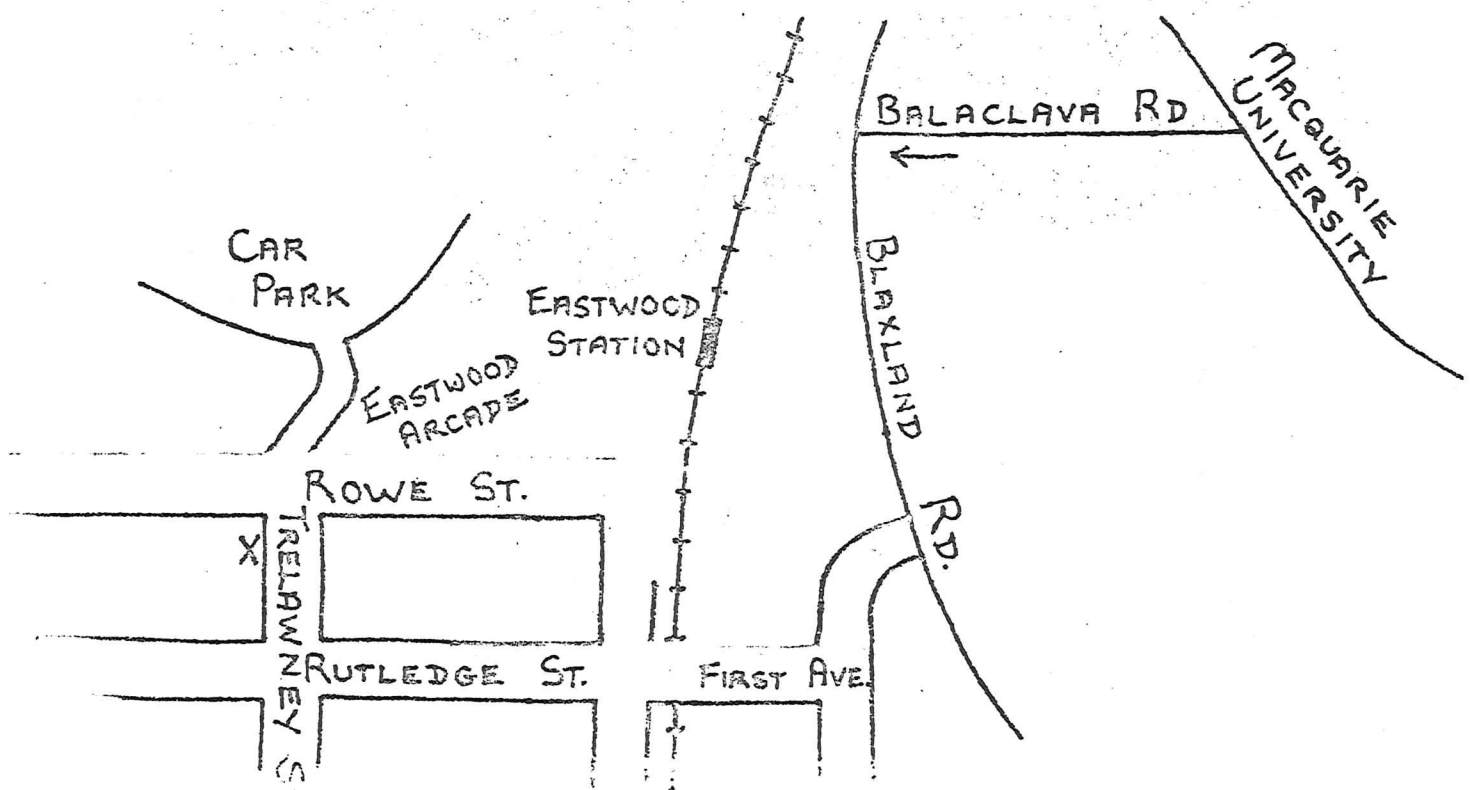 BALACLAVA RD
MACQUARIE
UNIVERSITY
CAR
PARK
EASTWOOD
STATION
BLAXLAND
RD.
EASTWOOD
ARCADE
ROWE ST.
X
TRELAWNEY S
RUTLEDGE ST.
FIRST AVE.